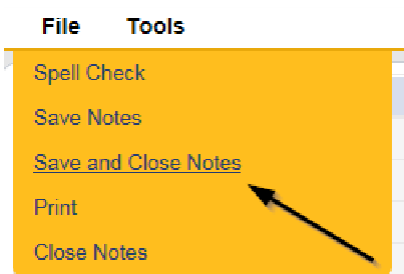 File Tools
Spell Check
Save Notes
Save and Close Notes
Print
Close Notes